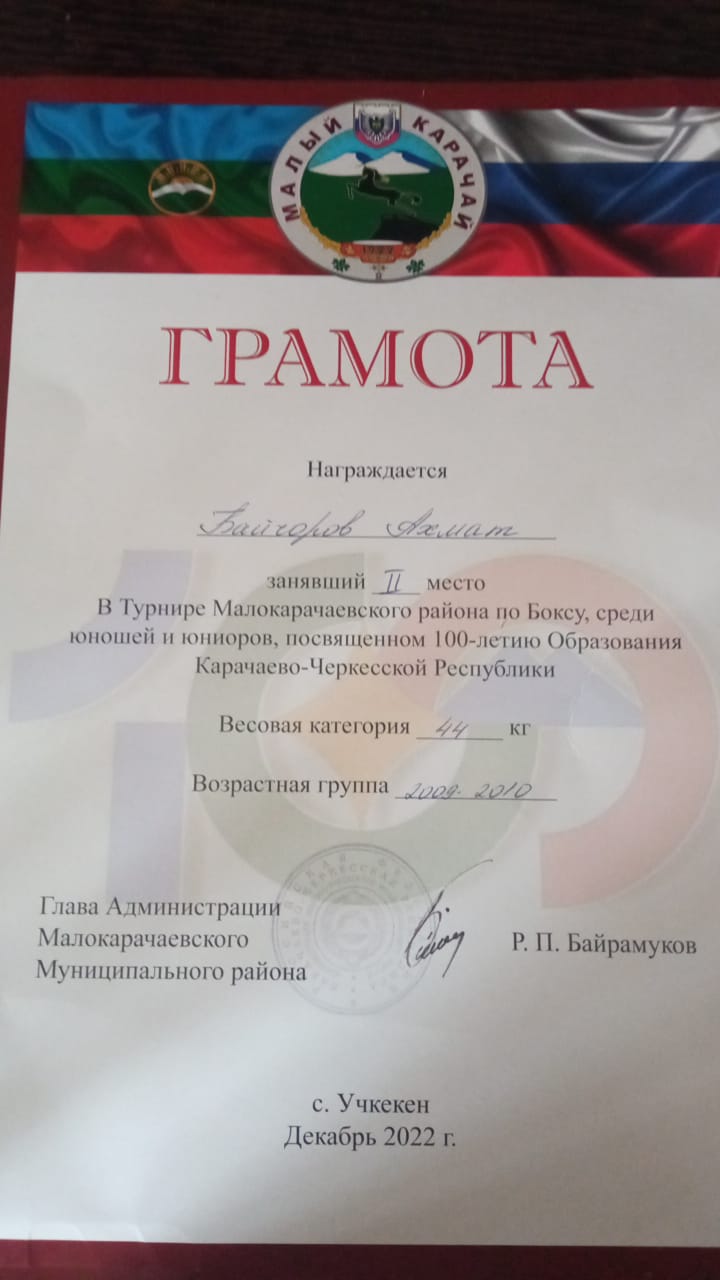 МАЛЫЙ КАРАЧАЙ
ГРАМОТА
Награждается
Байчоров Ахмат
занявший II место
В Турнире Малокарачаевского района по Боксу, среди
юношей и юниоров, посвященном 100-летию Образования
Карачаево-Черкесской Республики
Весовая категория 44 кг
Возрастная группа 2009-2010
Глава Администрации
Малокарачаевского
Муниципального района
Р. П. Байрамуков
с. Учкекен
Декабрь 2022 г.